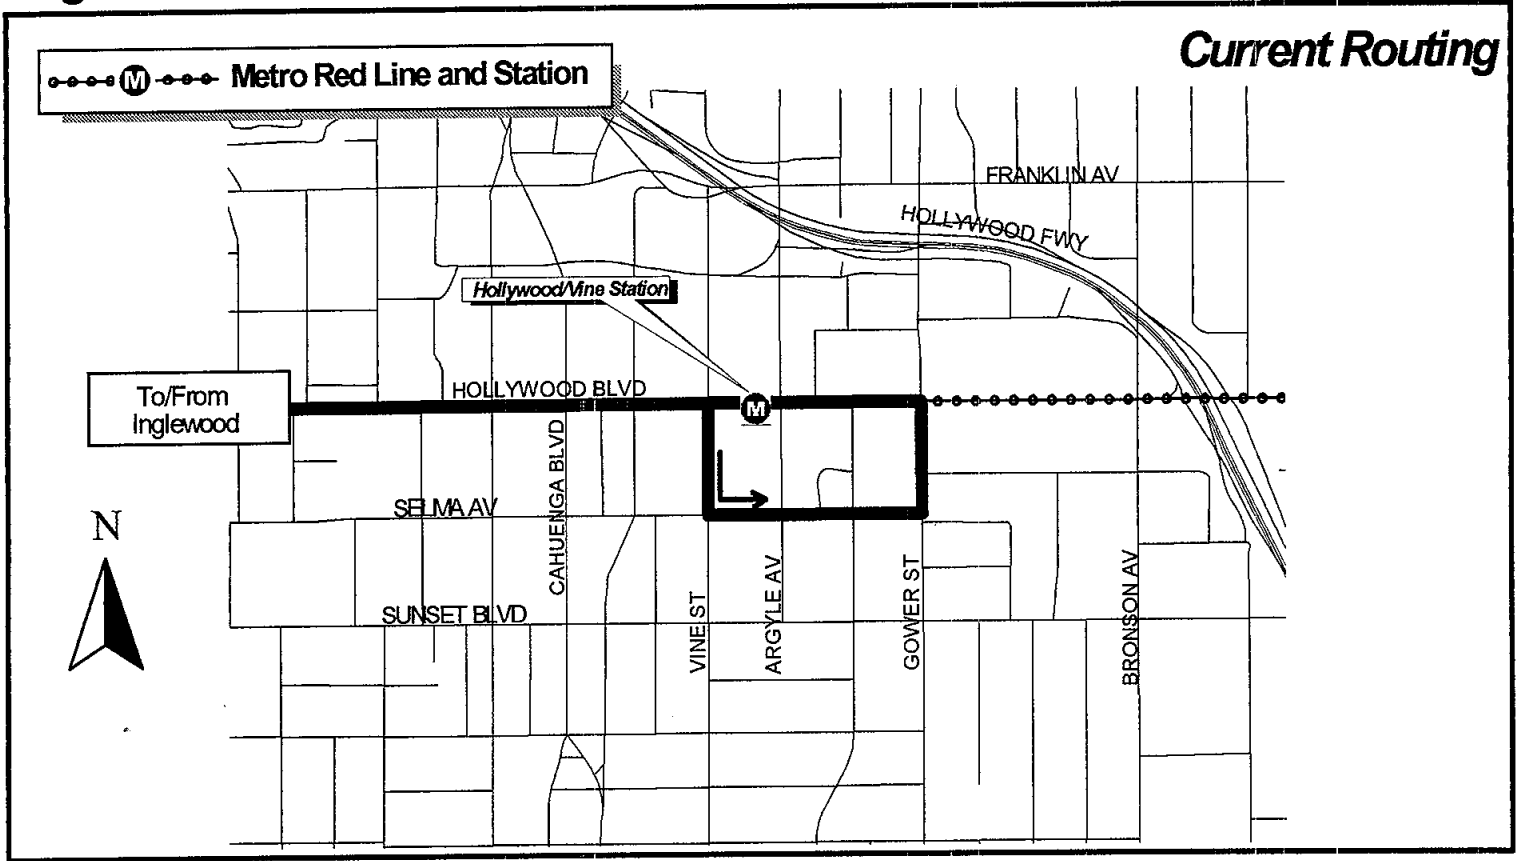 Current Routing
M Metro Red Line and Station
FRANKLIN AV
HOLLYWOOD FWY
Hollywood/Vine Station
HOLLYWOOD BLVD
To/From
Inglewood
M
CAHUENGA BLVD
SELMA AV
N
SUNSET BLVD
VINE ST
ARGYLE AV
GOWER ST
BRONSON AV